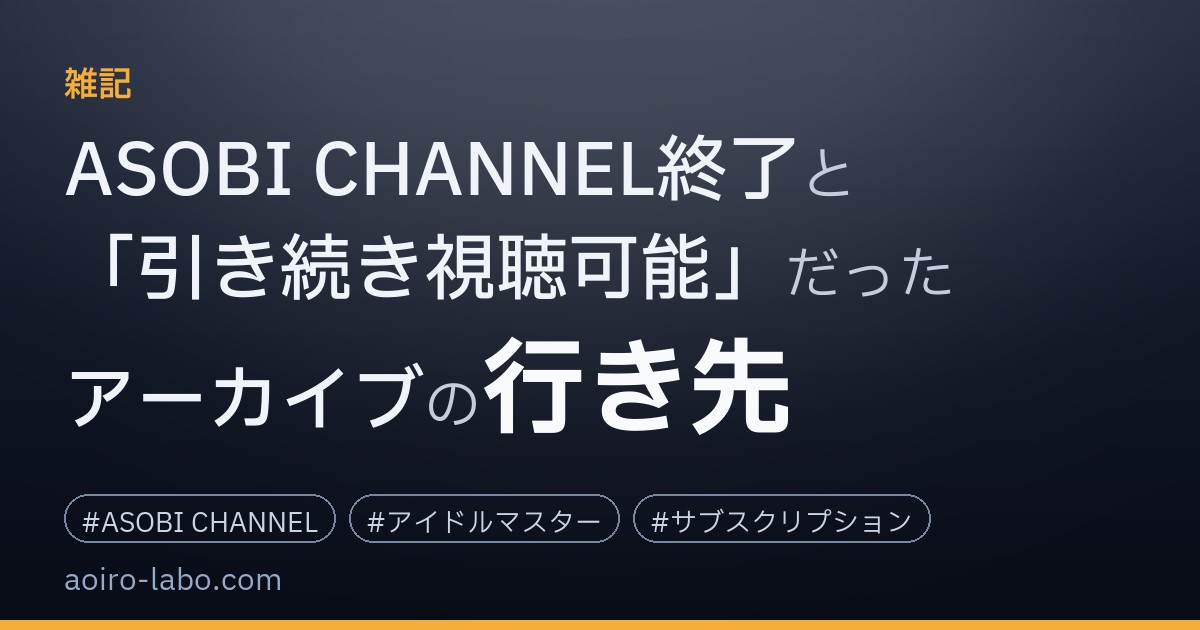 雑記
ASOBI CHANNEL終了と
「引き続き視聴可能」だった
アーカイブの行き先
#ASOBI CHANNEL #アイドルマスター #サブスクリプション
aoiro-labo.com